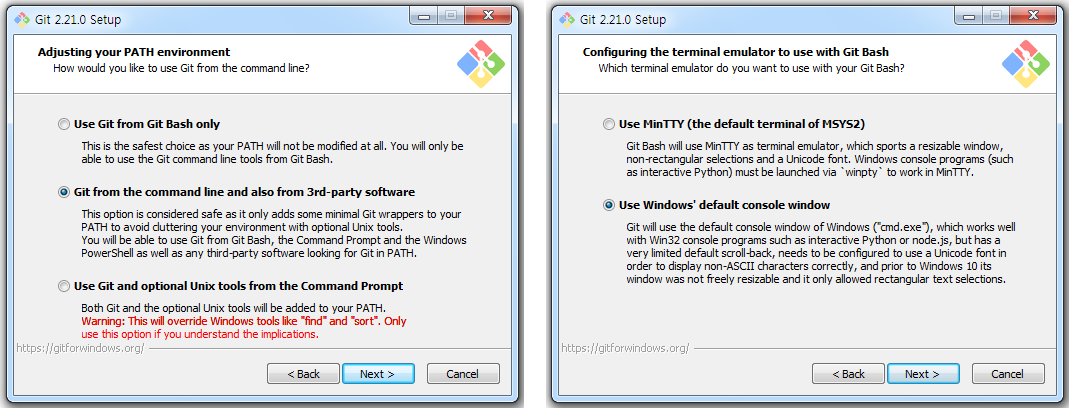 Git 2.21.0 Setup
Adjusting your PATH environment
How would you like to use Git from the command line?
Use Git from Git Bash only
This is the safest choice as your PATH will not be modified at all. You will only be
able to use the Git command line tools from Git Bash.
Git from the command line and also from 3rd-party software
This option is considered safe as it only adds some minimal Git wrappers to your
PATH to avoid cluttering your environment with optional Unix tools.
You will be able to use Git from Git Bash, the Command Prompt and the Windows
PowerShell as well as any third-party software looking for Git in PATH.
Use Git and optional Unix tools from the Command Prompt
Both Git and the optional Unix tools will be added to your PATH.
Warning: This will override Windows tools like "find" and "sort". Only
use this option if you understand the implications.
https://gitforwindows.org/
< Back
Next >
Cancel
Git 2.21.0 Setup
Configuring the terminal emulator to use with Git Bash
Which terminal emulator do you want to use with your Git Bash?
Use MinTTY (the default terminal of MSYS2)
Git Bash will use MinTTY as terminal emulator, which sports a resizable window,
non-rectangular selections and a Unicode font. Windows console programs (such
as interactive Python) must be launched via `winpty` to work in MinTTY.
Use Windows' default console window
Git will use the default console window of Windows ("cmd.exe"), which works well
with Win32 console programs such as interactive Python or node.js, but has a
very limited default scroll-back, needs to be configured to use a Unicode font in
order to display non-ASCII characters correctly, and prior to Windows 10 its
window was not freely resizable and it only allowed rectangular text selections.
https://gitforwindows.org/
< Back
Next >
Cancel